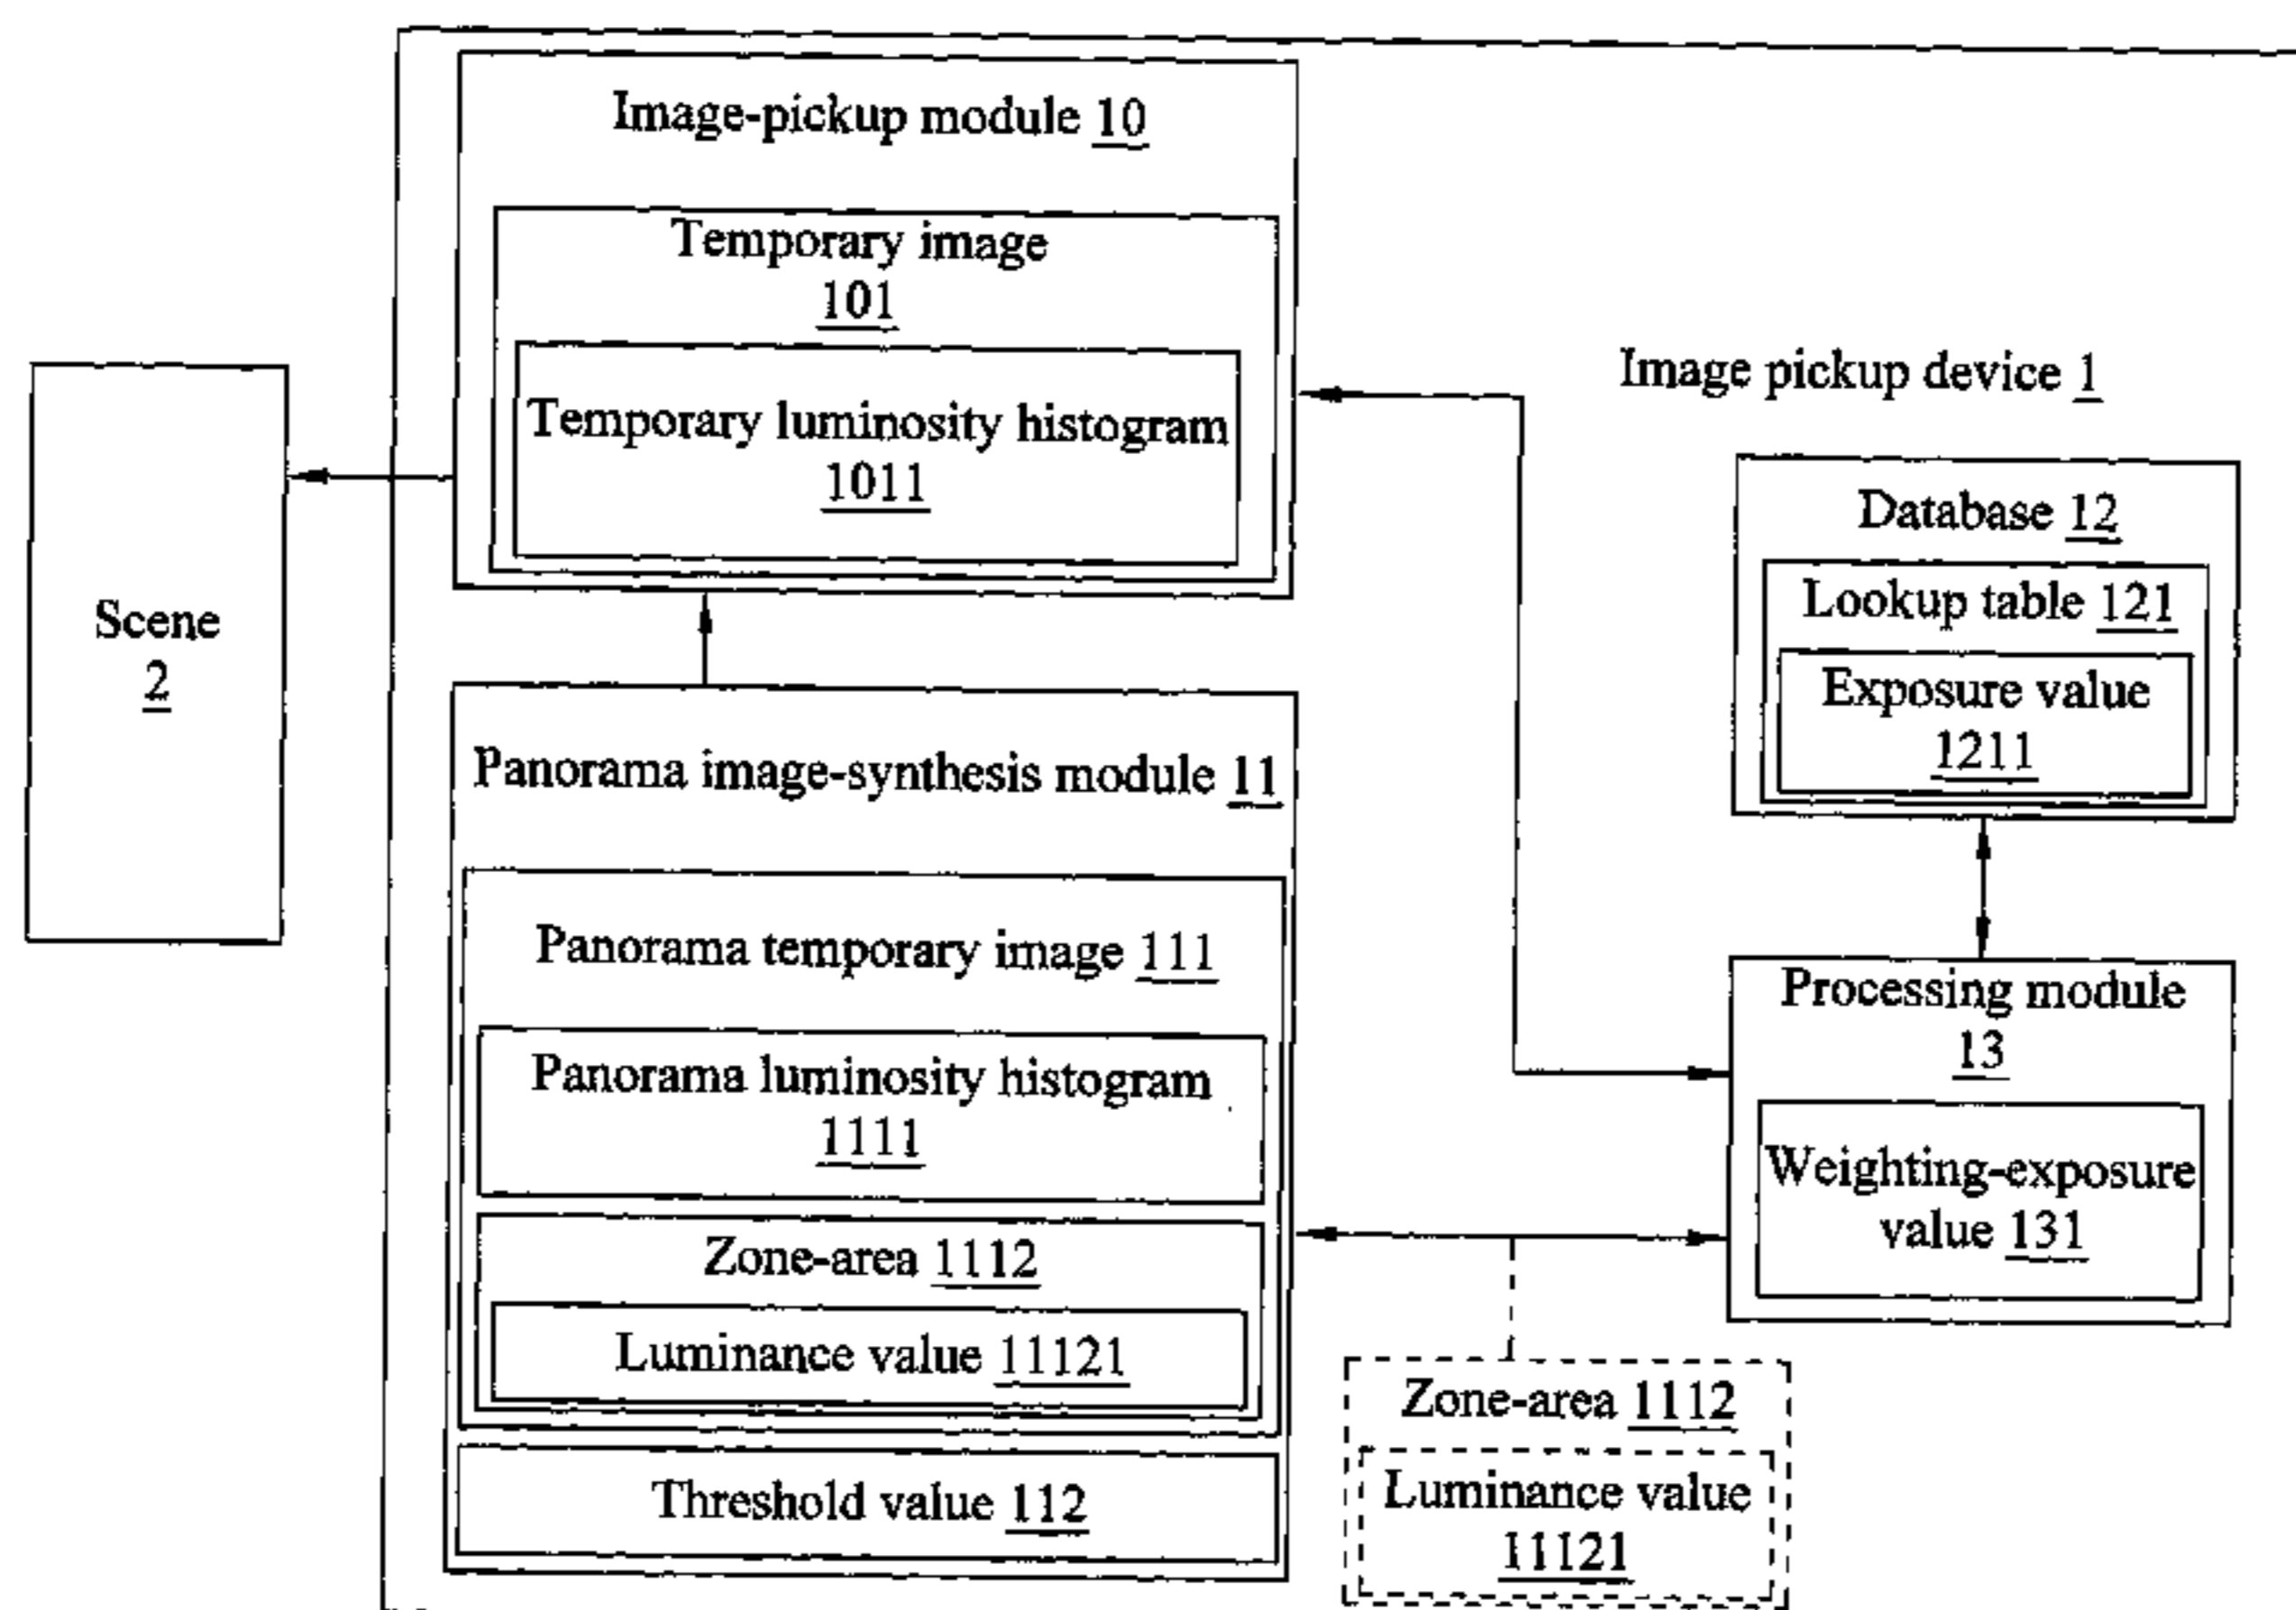 Image-pickup module 10
Temporary image
101
Temporary luminosity histogram
1011
Scene
2
Panorama image-synthesis module 11
Panorama temporary image 111
Panorama luminosity histogram
1111
Zone-area 1112
Luminance value 11121
Threshold value 112
Image pickup device 1
Database 12
Lookup table 121
Exposure value
1211
Processing module
13
Weighting-exposure
value 131
Zone-area 1112
Luminance value
11121